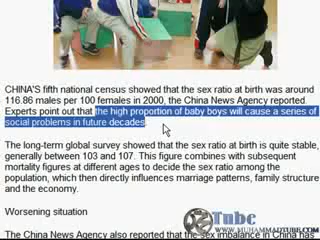 CHINA'S fifth national census showed that the sex ratio at birth was around
116.86 males per 100 females in 2000, the China News Agency reported.
Experts point out that the high proportion of baby boys will cause a series of
social problems in future decades.
The long-term global survey showed that the sex ratio at birth is quite stable,
generally between 103 and 107. This figure combines with subsequent
mortality figures at different ages to decide the sex ratio among the
population, which then directly influences marriage patterns, family structure
and the economy.
Worsening situation
The China News Agency also reported that the sex imbalance in China has
Tube
WWW.MUHAMMADTUBE.COM